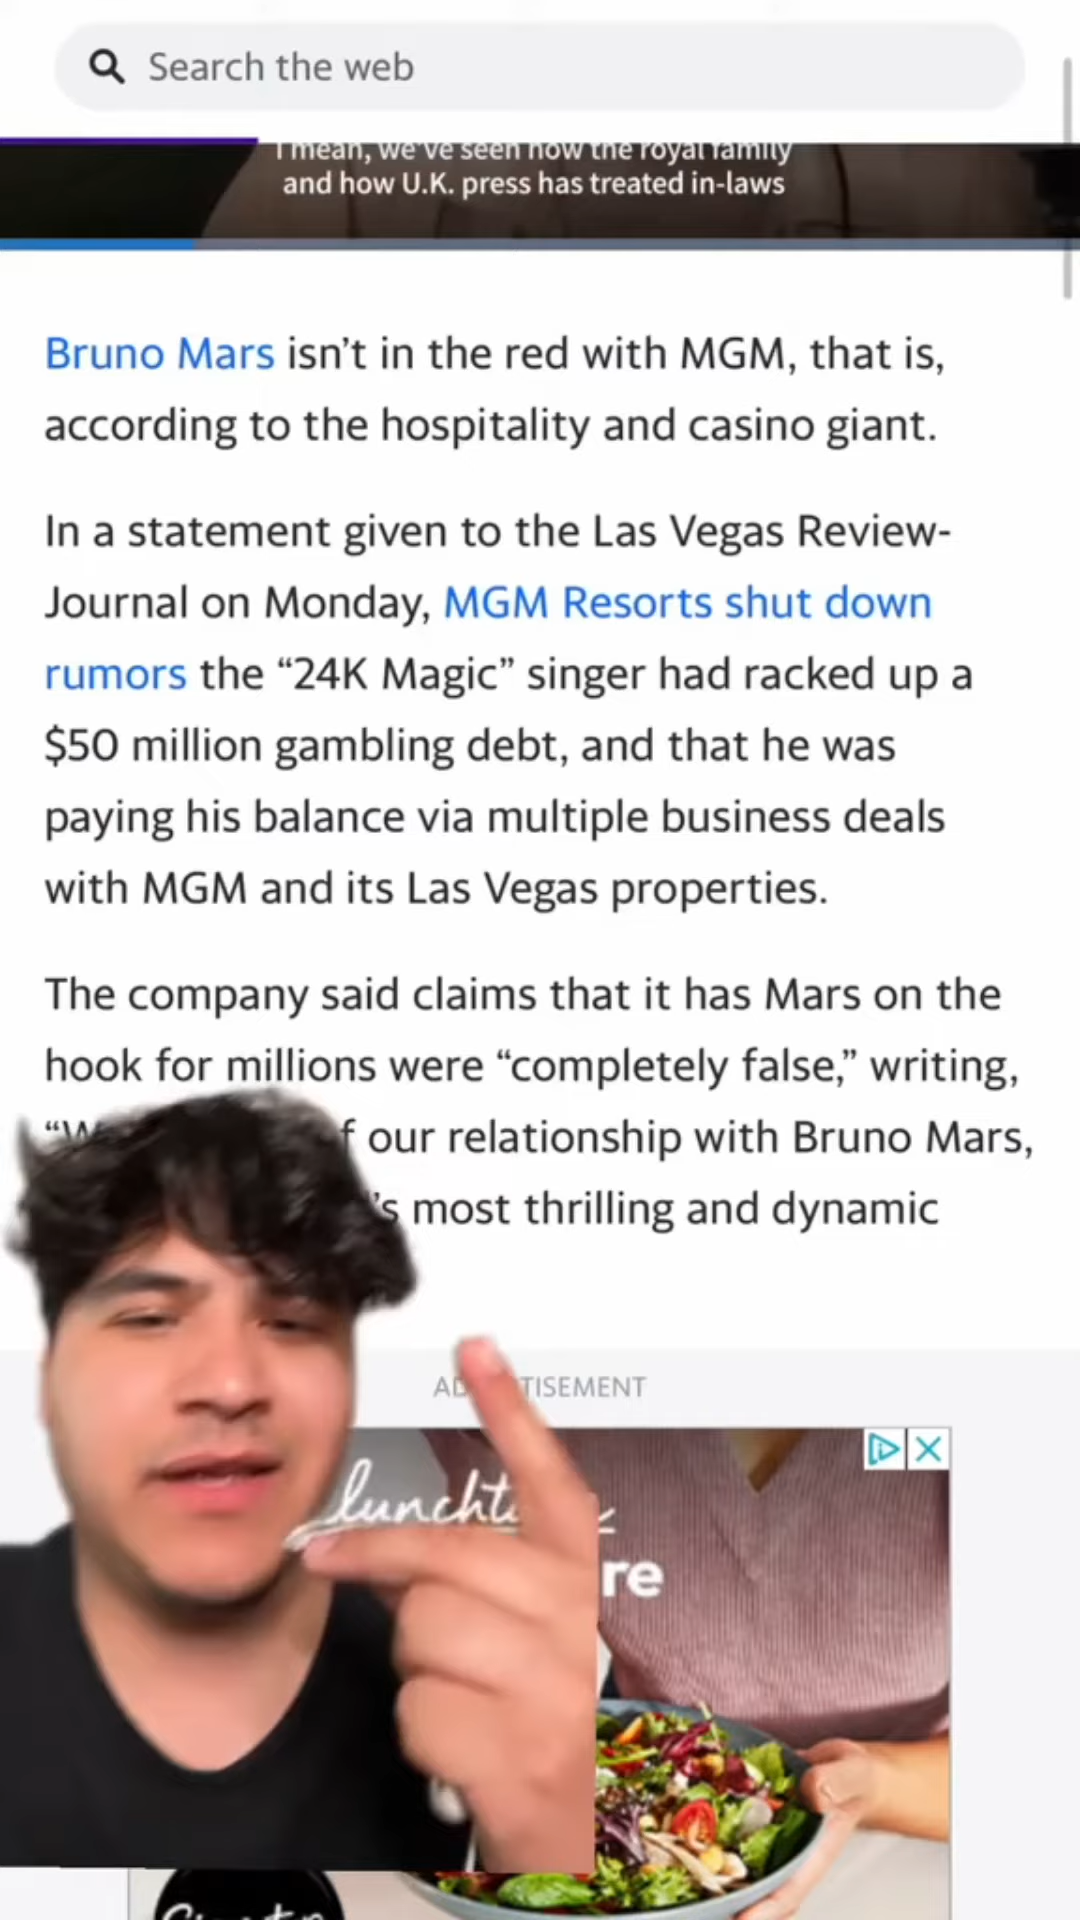 Search the web
I mean, we've seen how the royal family
and how U.K. press has treated in-laws
Bruno Mars isn't in the red with MGM, that is,
according to the hospitality and casino giant.
In a statement given to the Las Vegas Review-
Journal on Monday, MGM Resorts shut down
rumors the “24K Magic” singer had racked up a
$50 million gambling debt, and that he was
paying his balance via multiple business deals
with MGM and its Las Vegas properties.
The company said claims that it has Mars on the
hook for millions were “completely false,” writing,
our relationship with Bruno Mars,
's most thrilling and dynamic